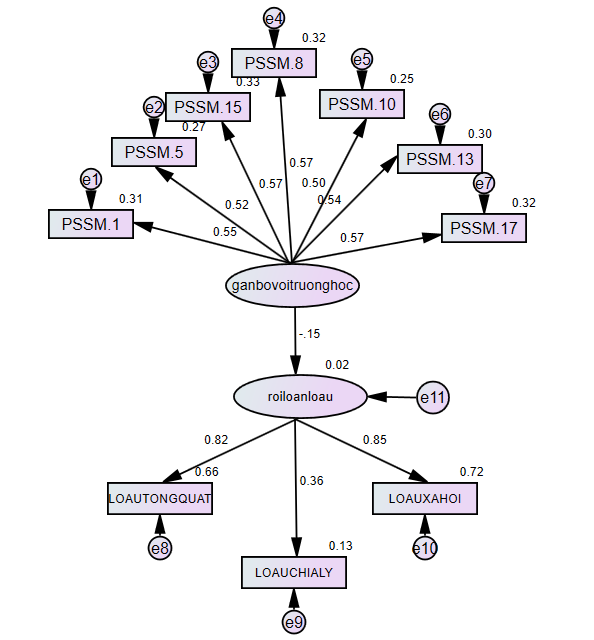 e4
0.32
PSSM.8
e3
0.33
PSSM.15
e5
0.25
PSSM.10
e2
0.27
PSSM.5
e6
0.30
PSSM.13
e1
0.31
PSSM.1
e7
0.32
PSSM.17
0.55
0.52
0.57
0.57
0.50
0.54
0.57
ganbovoitruonghoc
-.15
0.02
roiloanloau
e11
0.82
0.36
0.85
0.66
LOAUTONGQUAT
0.72
LOAUXAHOI
e8
0.13
LOAUCHIALY
e10
e9